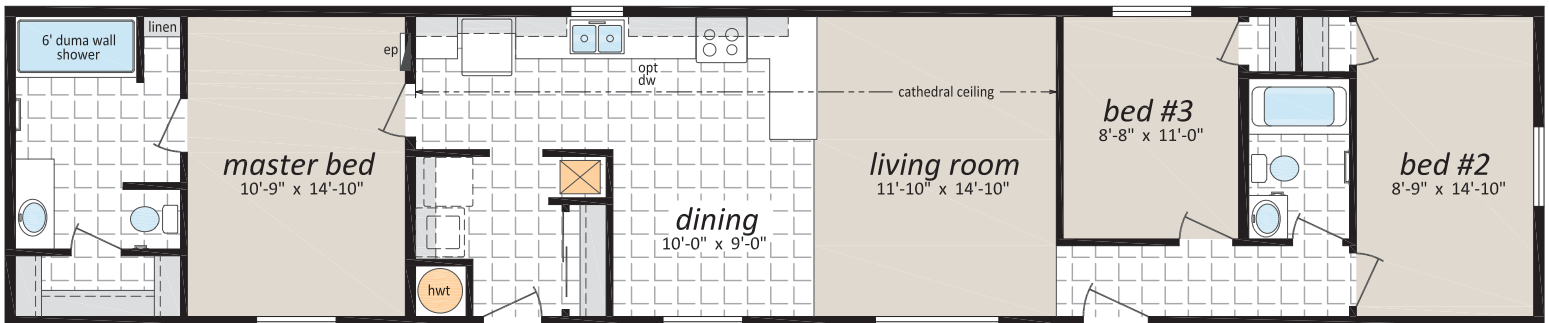 6' duma wall
shower
linen
ep
master bed
10'-9" x 14'-10"
opt
dw
cathedral ceiling
hwt
dining
10'-0" x 9'-0"
living room
11'-10" x 14'-10"
bed #3
8'-8" x 11'-0"
bed #2
8'-9" x 14'-10"